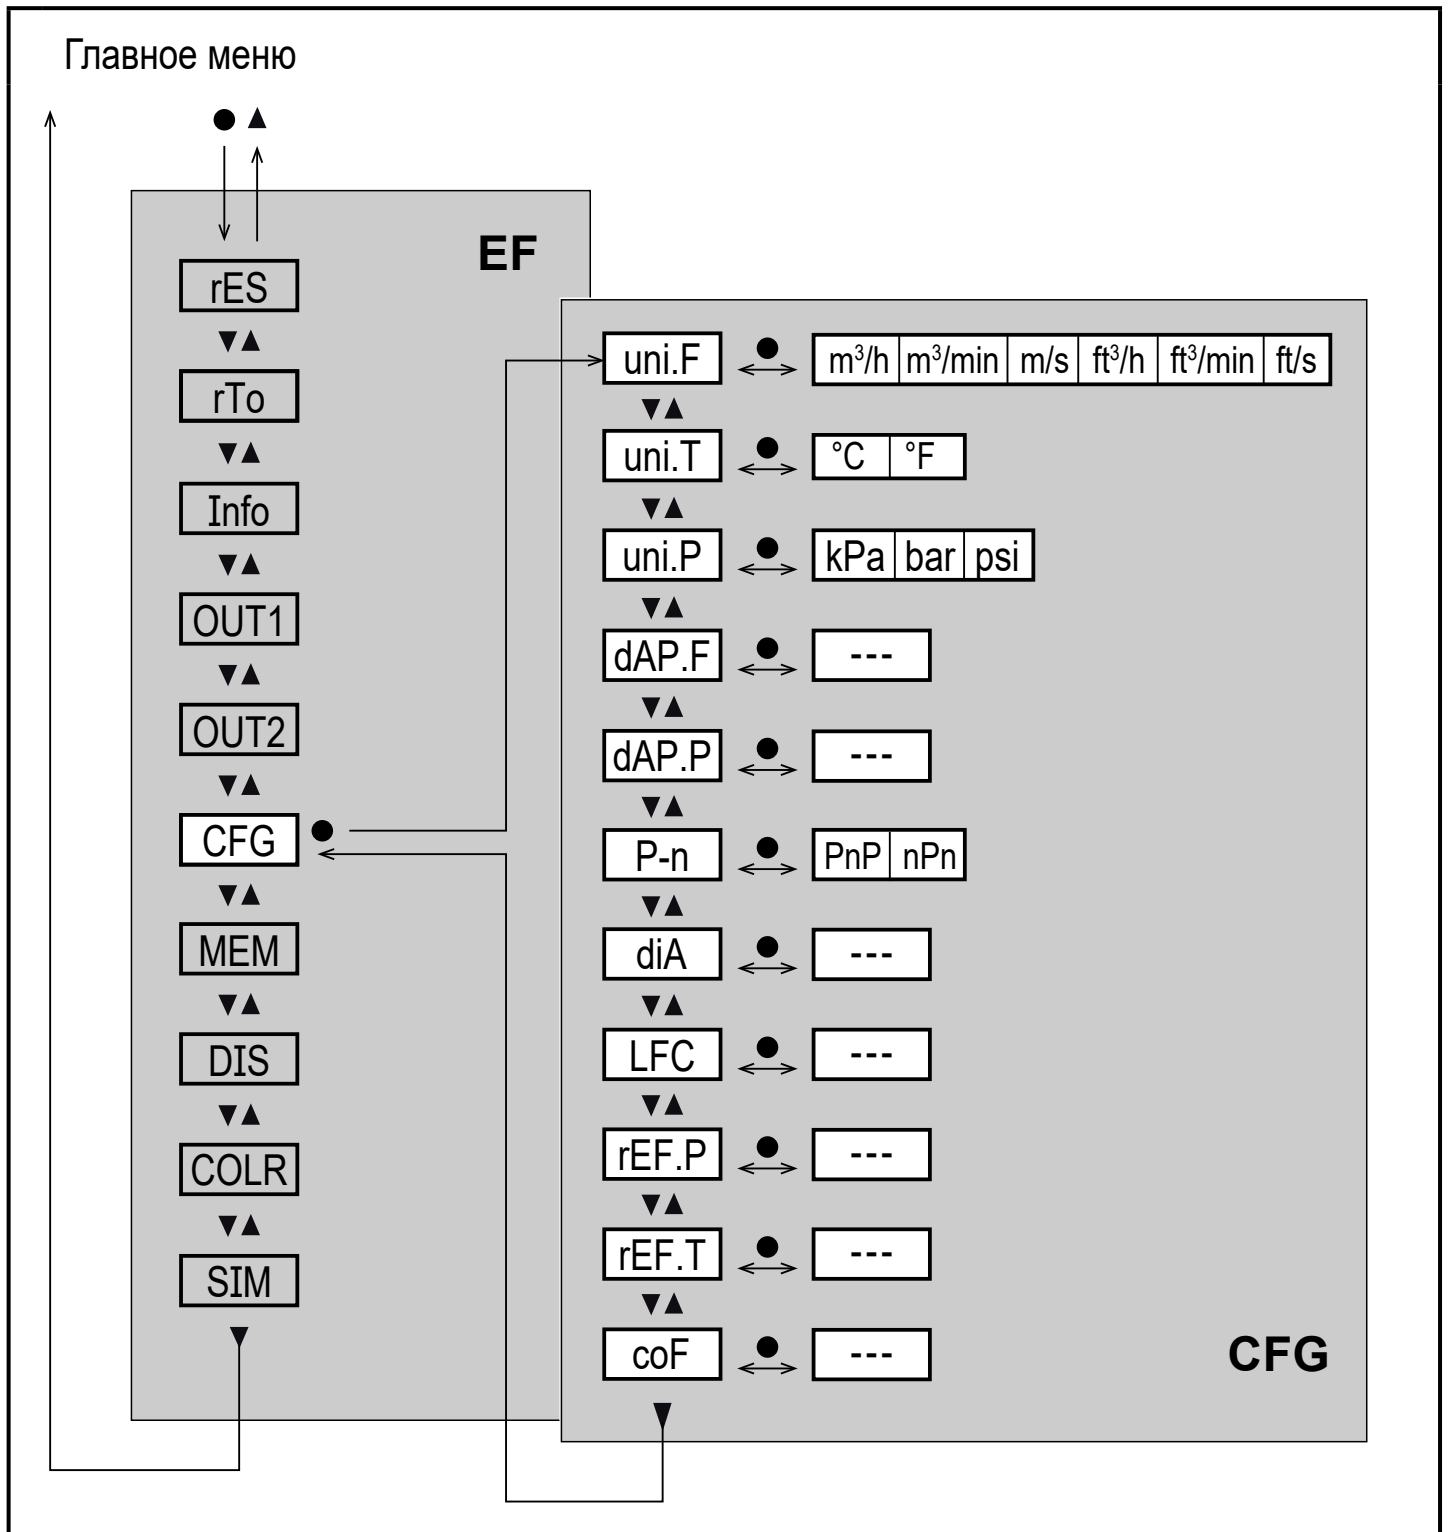 Главное меню
EF
rES
rTo
Info
OUT1
OUT2
CFG
MEM
DIS
COLR
SIM
uni.F m³/h m³/min m/s ft³/h ft³/min ft/s
uni.T °C °F
uni.P kPa bar psi
dAP.F ---
dAP.P ---
P-n PnP nPn
diA ---
LFC ---
rEF.P ---
rEF.T ---
coF ---
CFG